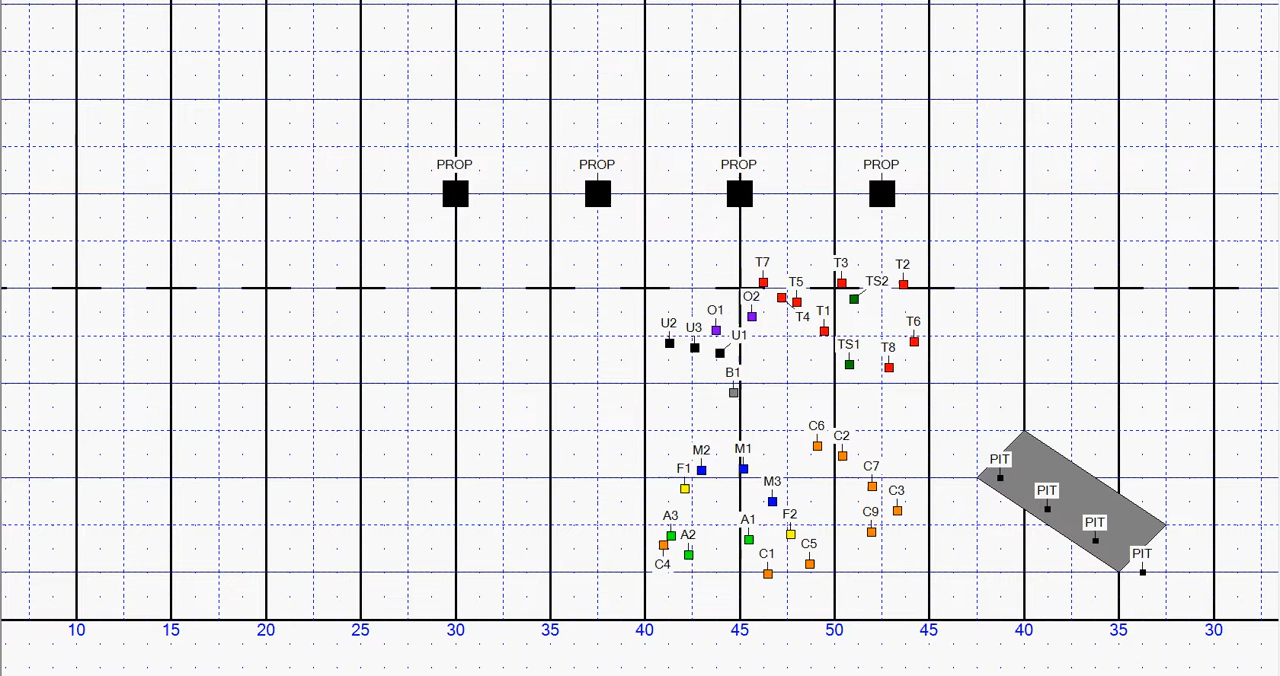 PROP PROP PROP PROP
T7 T3 T2
T5 TS2
O2
O1 T4 T1
U2 U3 U1 T6
TS1 T8
B1
C6 C2
M2 M1
F1 C7 PIT
M3 C3 PIT
A3 A1 F2 C9 PIT
A2 C5
C4 C1 PIT
10 15 20 25 30 35 40 45 50 45 40 35 30